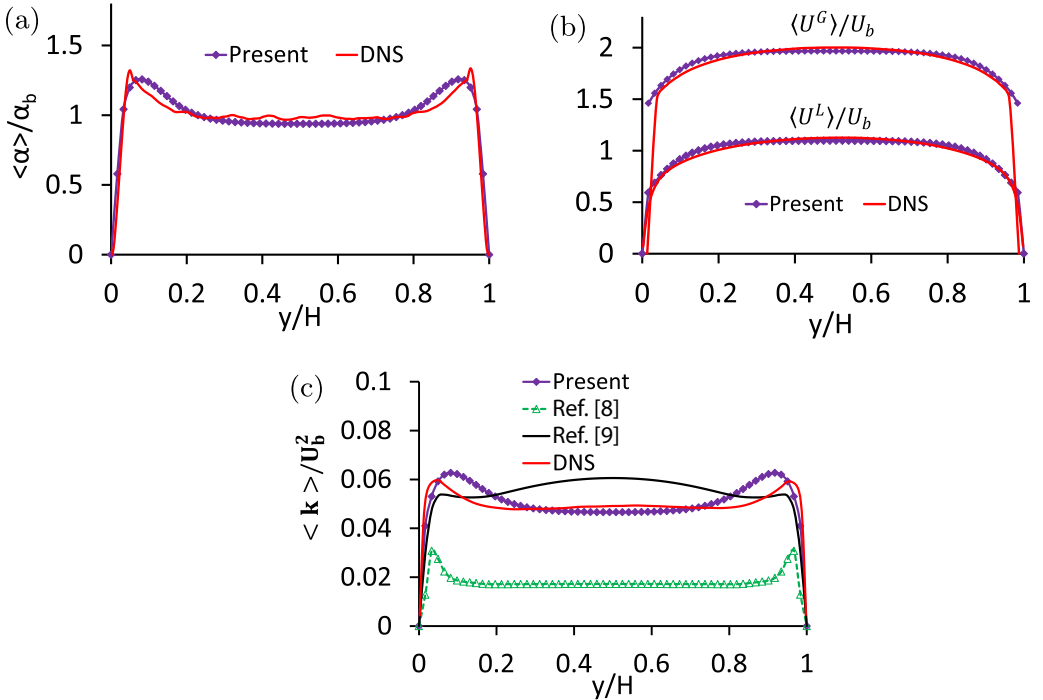 (a)
<α>/α_b
1.5
1
0.5
0
Present
DNS
0 0.2 0.4 0.6 0.8 1
y/H
(b)
⟨U^G⟩/U_b
2
1.5
1
0.5
0
⟨U^L⟩/U_b
Present
DNS
0 0.2 0.4 0.6 0.8 1
y/H
(c)
< k > /U_b^2
0.1
0.08
0.06
0.04
0.02
0
Present
Ref. [8]
Ref. [9]
DNS
0 0.2 0.4 0.6 0.8 1
y/H